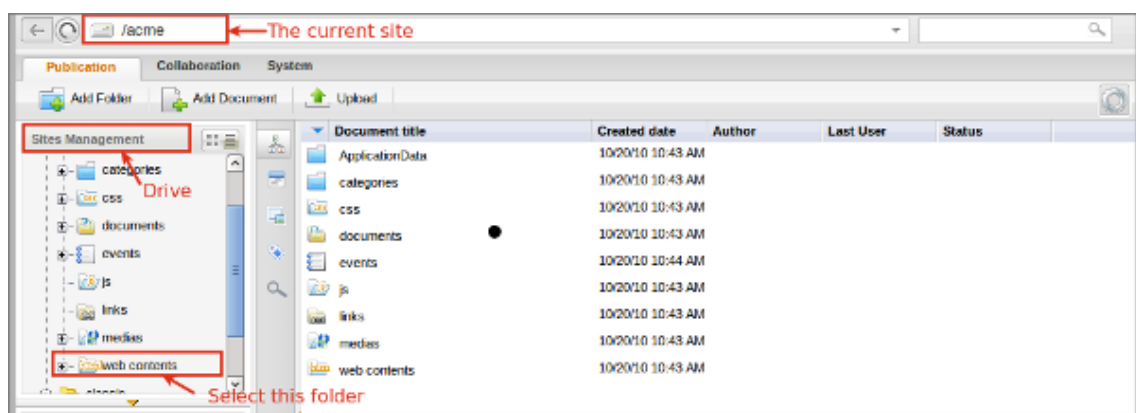 /acme
The current site
Publication Collaboration System
Add Folder Add Document Upload
Sites Management
Document title Created date Author Last User Status
categories
Drive
css
documents
events
js
links
medias
web contents
classic
Select this folder
ApplicationData 10/20/10 10:43 AM
categories 10/20/10 10:43 AM
css 10/20/10 10:43 AM
documents 10/20/10 10:43 AM
events 10/20/10 10:44 AM
js 10/20/10 10:43 AM
links 10/20/10 10:43 AM
medias 10/20/10 10:43 AM
web contents 10/20/10 10:43 AM